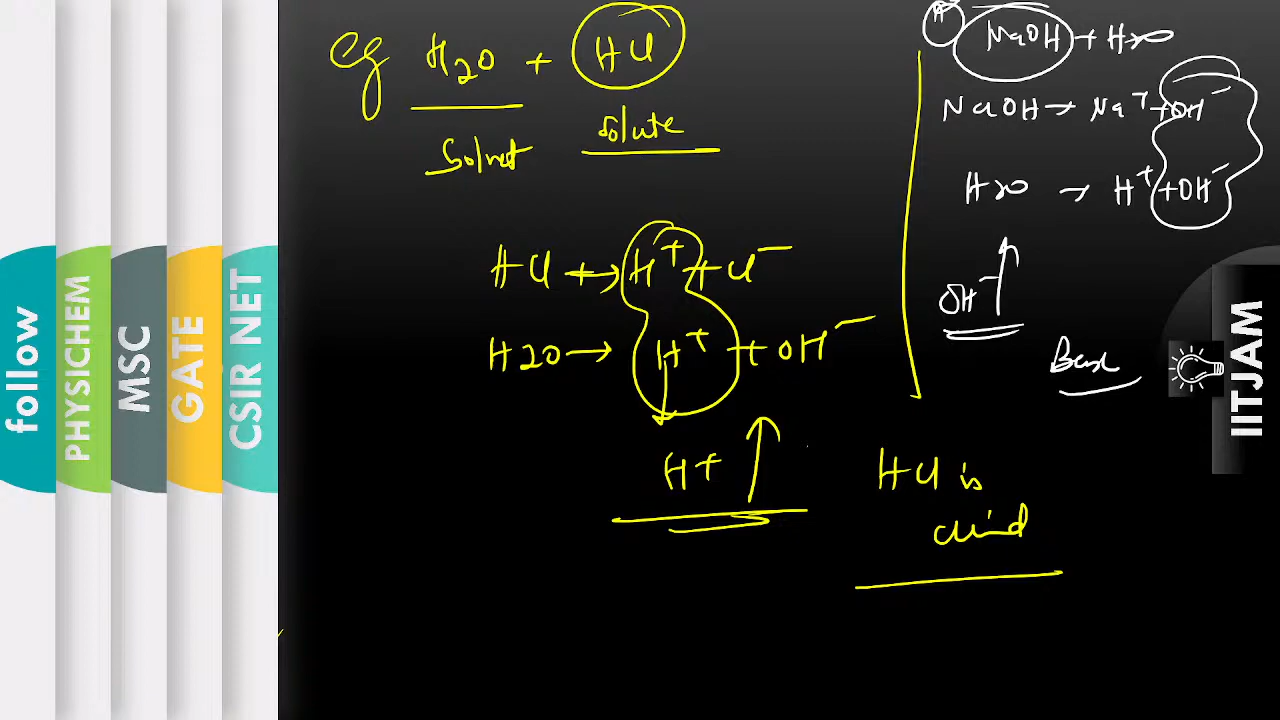 follow
PHYSICHEM
MSC
GATE
CSIR NET
eg H2O + HCl
Solvent solute
HCl → H+ + Cl−
H2O → H+ + OH−
H+ ↑
HCl is
acid
NaOH + H2O
NaOH → Na+ + OH−
H2O → H+ + OH−
OH− ↑
Base
IITJAM